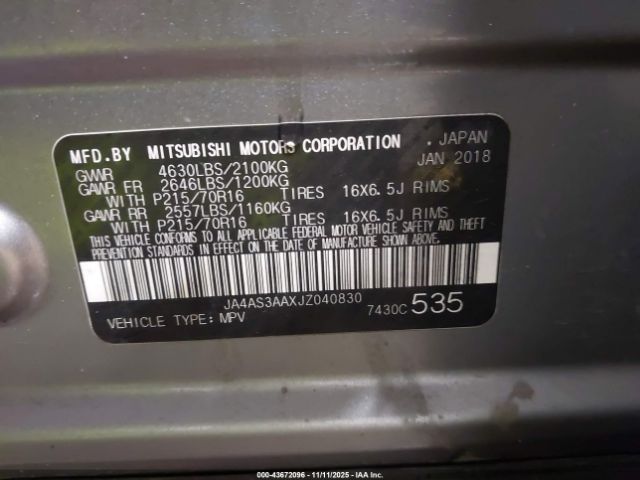 MFD.BY MITSUBISHI MOTORS CORPORATION . JAPAN
GVWR 4630LBS/2100KG JAN 2018
GAWR FR 2646LBS/1200KG
WITH P215/70R16 TIRES 16X6.5J RIMS
GAWR RR 2557LBS/1160KG
WITH P215/70R16 TIRES 16X6.5J RIMS
THIS VEHICLE CONFORMS TO ALL APPLICABLE FEDERAL MOTOR VEHICLE SAFETY AND THEFT
PREVENTION STANDARDS IN EFFECT ON THE DATE OF MANUFACTURE SHOWN ABOVE.
JA4AS3AAXJZ040830
VEHICLE TYPE: MPV 7430C 535
000-43672096 - 11/11/2025 - IAAI INC.